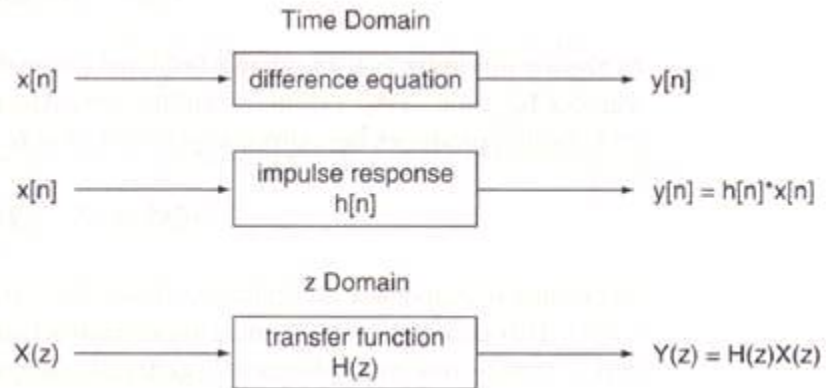 Time Domain
x[n] difference equation y[n]
x[n] impulse response h[n] y[n] = h[n]*x[n]
z Domain
X(z) transfer function H(z) Y(z) = H(z)X(z)